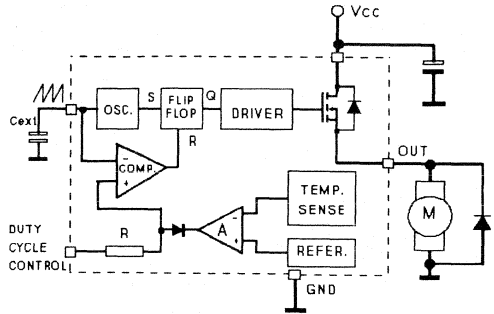 Vcc
Cext
OSC.
S
FLIP
FLOP
Q
DRIVER
R
COMP.
-
+
OUT
M
TEMP.
SENSE
A
-
+
REFER.
DUTY
CYCLE
CONTROL
R
GND